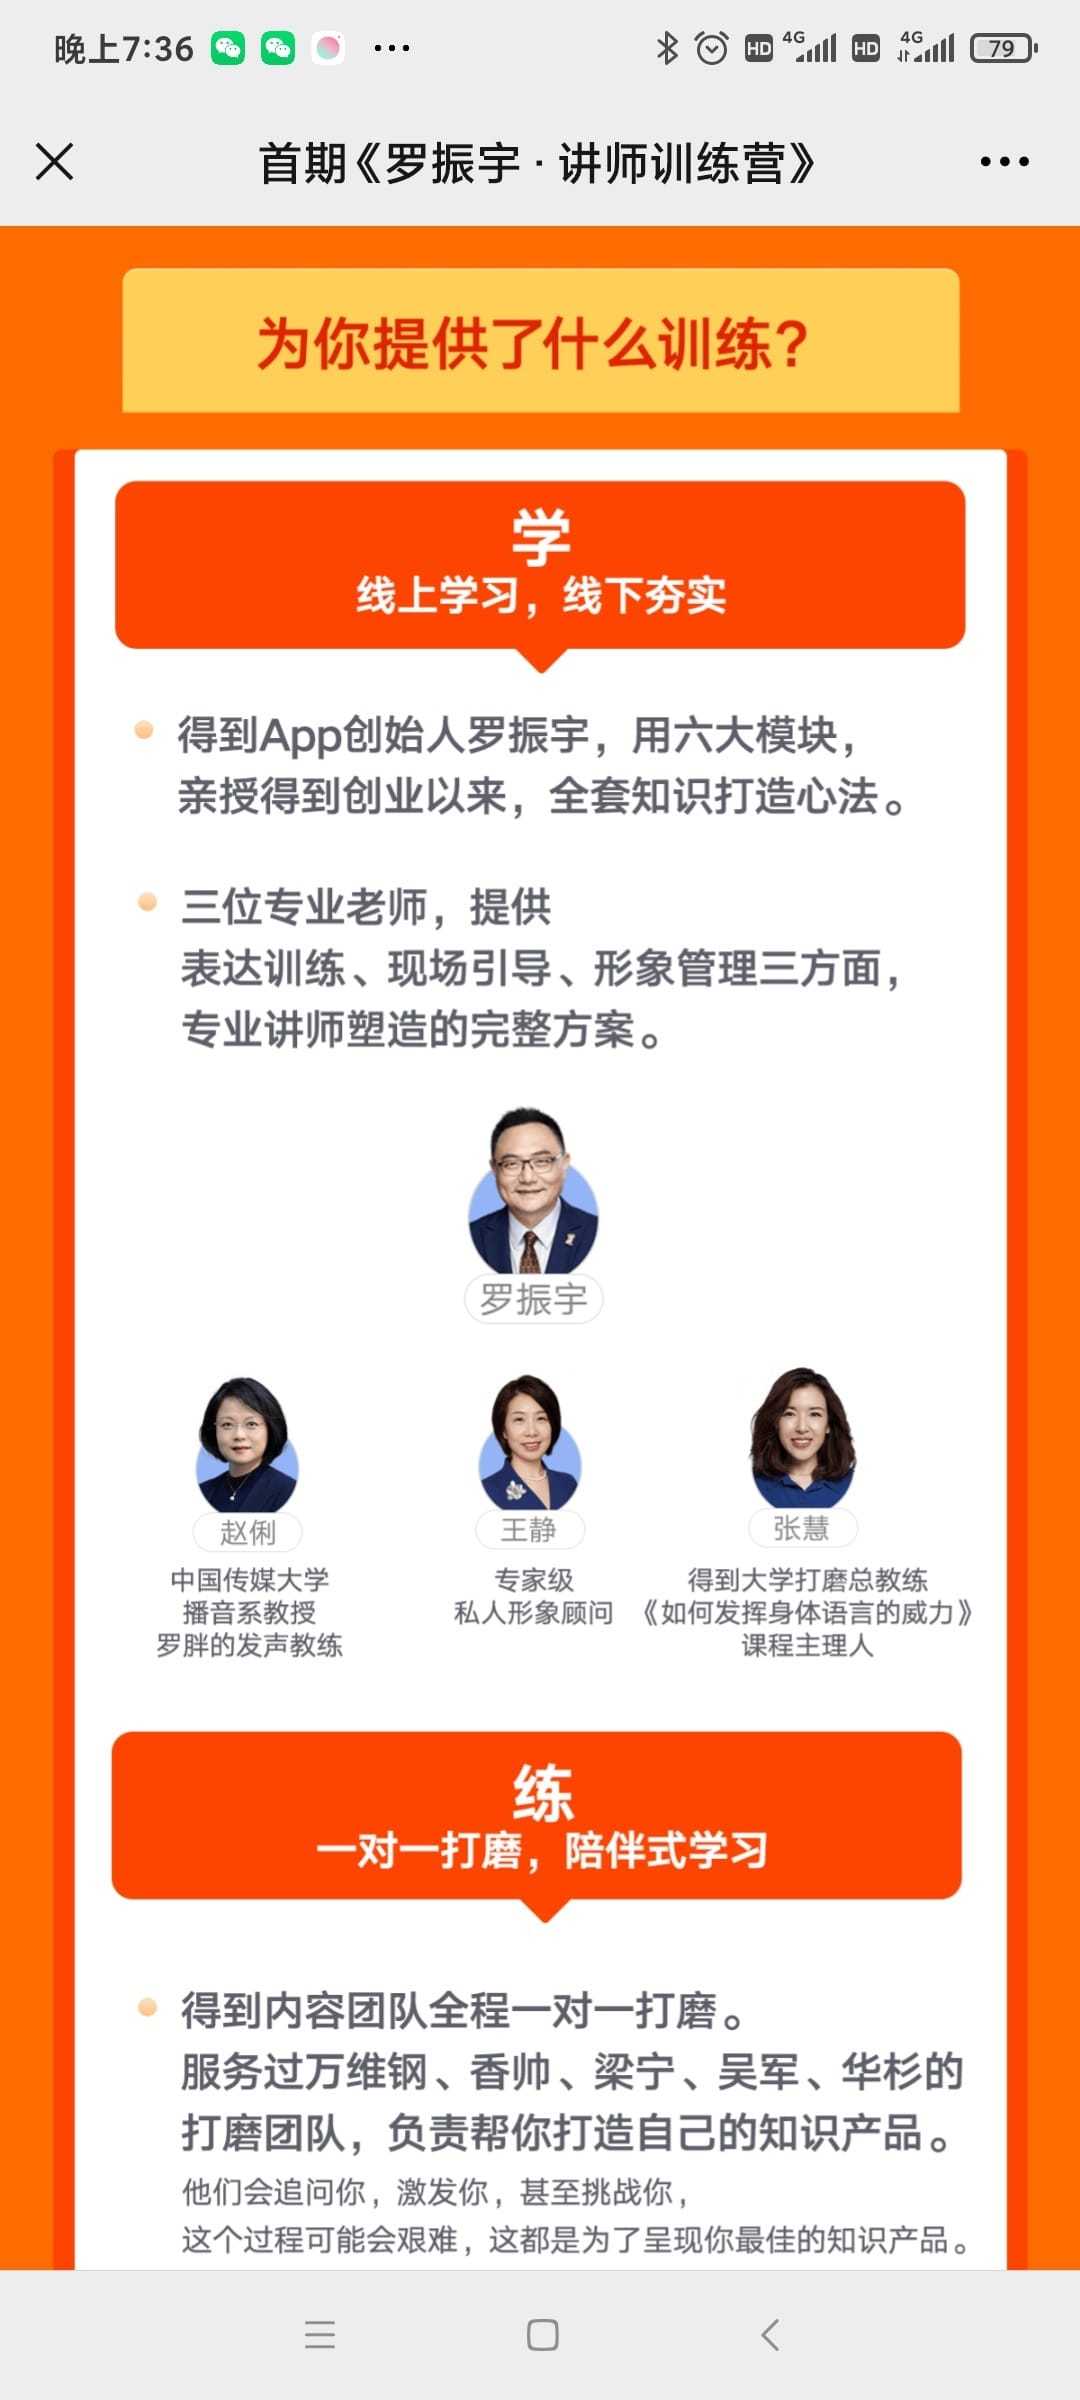 晚上7:36
HD 4G HD 4G 79
首期《罗振宇·讲师训练营》
为你提供了什么训练?
学
线上学习，线下夯实
得到App创始人罗振宇，用六大模块，
亲授得到创业以来，全套知识打造心法。
三位专业老师，提供
表达训练、现场引导、形象管理三方面，
专业讲师塑造的完整方案。
罗振宇
赵俐
中国传媒大学
播音系教授
罗胖的发声教练
王静
专家级
私人形象顾问
张慧
得到大学打磨总教练
《如何发挥身体语言的威力》
课程主理人
练
一对一打磨，陪伴式学习
得到内容团队全程一对一打磨。
服务过万维钢、香帅、梁宁、吴军、华杉的
打磨团队，负责帮你打造自己的知识产品。
他们会追问你，激发你，甚至挑战你，
这个过程可能会艰难，这都是为了呈现你最佳的知识产品。